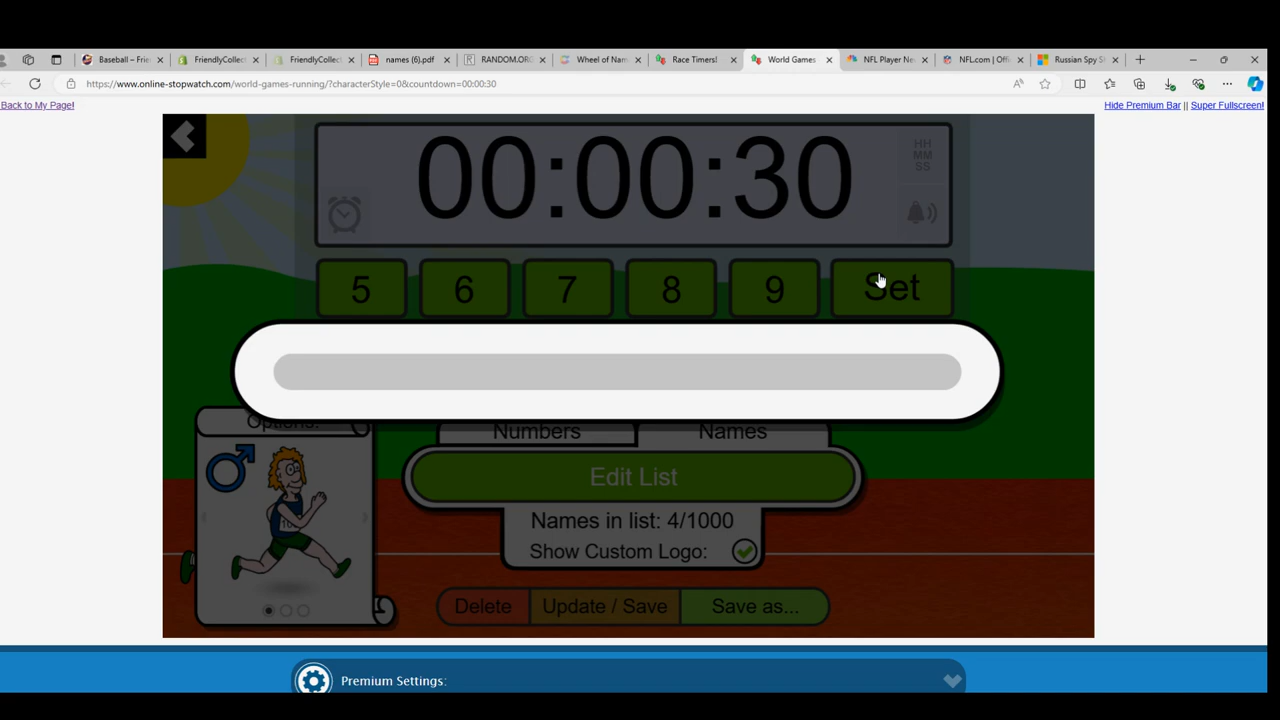 Baseball – Frie
FriendlyCollect
FriendlyCollect
names (6).pdf
RANDOM.OR
Wheel of Nam
Race Timers!
World Games
NFL Player Ne
NFL.com | Offi
Russian Spy S
https://www.online-stopwatch.com/world-games-running/?characterStyle=0&countdown=00:00:30
Back to My Page!
Hide Premium Bar || Super Fullscreen!
00:00:30
HH
MM
SS
5 6 7 8 9 Set
Options:
Numbers Names
Edit List
Names in list: 4/1000
Show Custom Logo:
Delete Update / Save Save as...
Premium Settings: